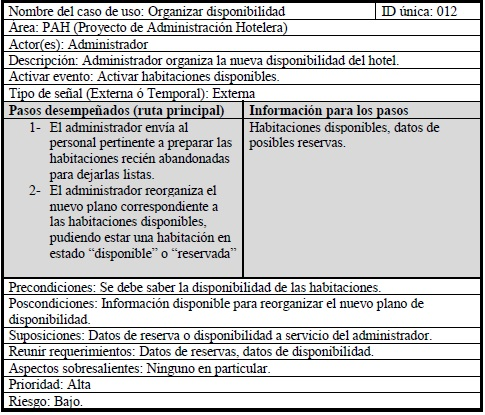 Nombre del caso de uso: Organizar disponibilidad
ID única: 012
Area: PAH (Proyecto de Administración Hotelera)
Actor(es): Administrador
Descripción: Administrador organiza la nueva disponibilidad del hotel.
Activar evento: Activar habitaciones disponibles.
Tipo de señal (Externa ó Temporal): Externa
Pasos desempeñados (ruta principal)
1- El administrador envía al
personal pertinente a preparar las
habitaciones recién abandonadas
para dejarlas listas.
2- El administrador reorganiza el
nuevo plano correspondiente a
las habitaciones disponibles,
pudiendo estar una habitación en
estado “disponible” o “reservada”
Información para los pasos
Habitaciones disponibles, datos de
posibles reservas.
Precondiciones: Se debe saber la disponibilidad de las habitaciones.
Poscondiciones: Información disponible para reorganizar el nuevo plano de
disponibilidad.
Suposiciones: Datos de reserva o disponibilidad a servicio del administrador.
Reunir requerimientos: Datos de reservas, datos de disponibilidad.
Aspectos sobresalientes: Ninguno en particular.
Prioridad: Alta
Riesgo: Bajo.